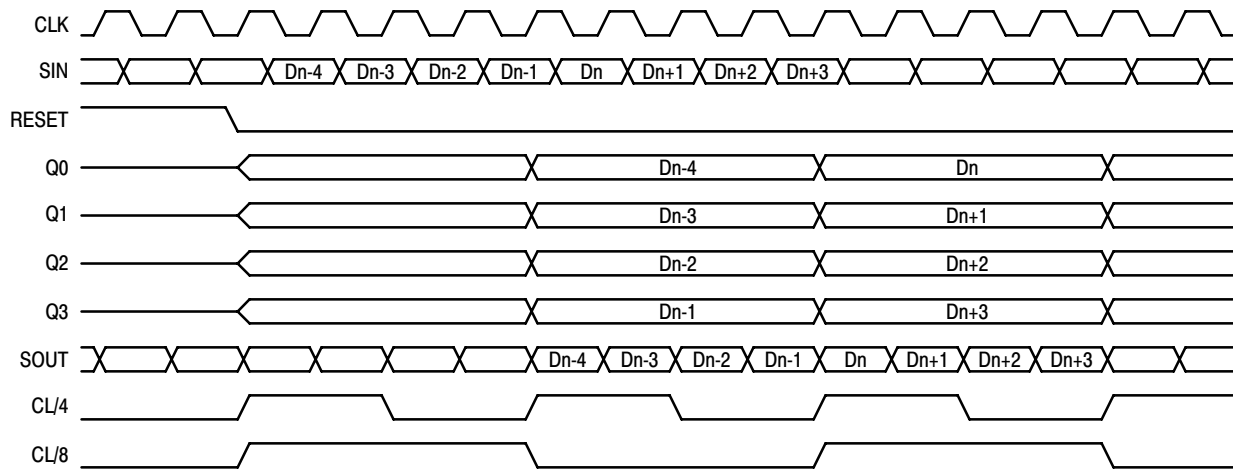 CLK
SIN Dn-4 Dn-3 Dn-2 Dn-1 Dn Dn+1 Dn+2 Dn+3
RESET
Q0 Dn-4 Dn
Q1 Dn-3 Dn+1
Q2 Dn-2 Dn+2
Q3 Dn-1 Dn+3
SOUT Dn-4 Dn-3 Dn-2 Dn-1 Dn Dn+1 Dn+2 Dn+3
CL/4
CL/8